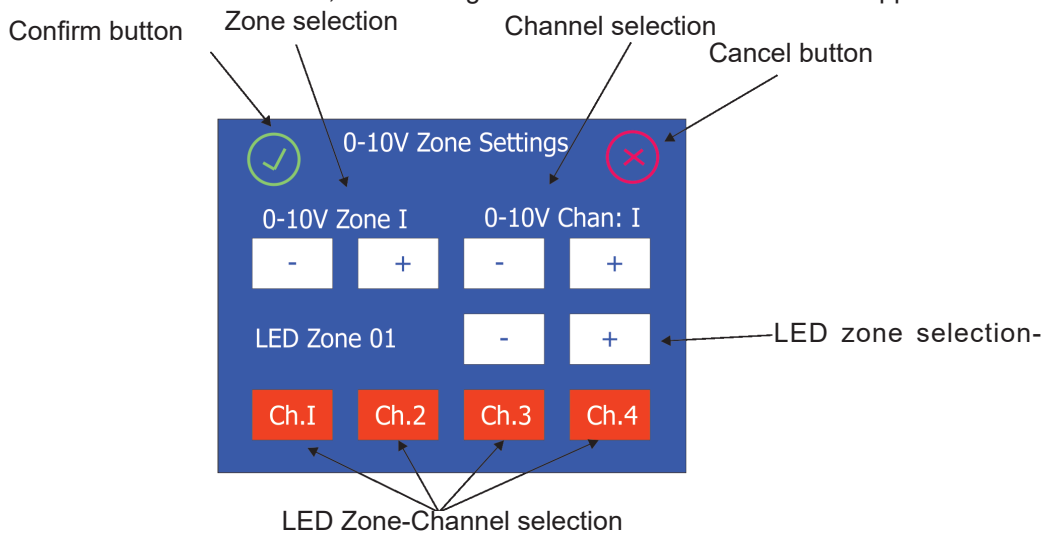 Confirm button
Zone selection
Channel selection
Cancel button
0-10V Zone Settings
0-10V Zone I
0-10V Chan: I
- + - +
LED Zone 01
- +
LED zone selection-
Ch.I Ch.2 Ch.3 Ch.4
LED Zone-Channel selection